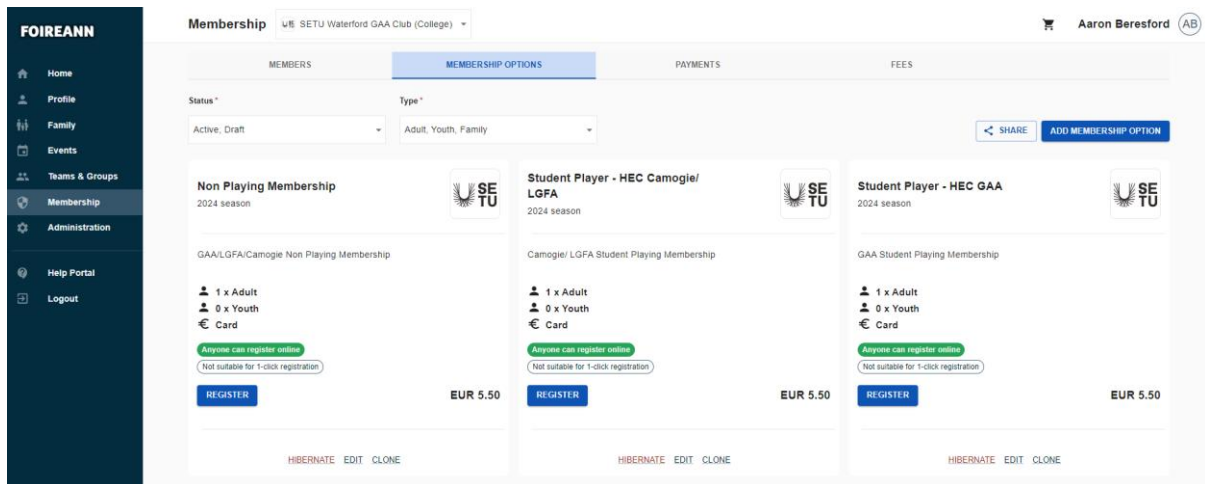 FOIREANN
Home
Profile
Family
Events
Teams & Groups
Membership
Administration
Help Portal
Logout
Membership SETU Waterford GAA Club (College) Aaron Beresford AB
MEMBERS MEMBERSHIP OPTIONS PAYMENTS FEES
Status * Type *
Active, Draft Adult, Youth, Family SHARE ADD MEMBERSHIP OPTION
Non Playing Membership
2024 season
SETU
GAA/LGFA/Camogie Non Playing Membership
1 x Adult
0 x Youth
€ Card
Anyone can register online
Not suitable for 1-click registration
REGISTER EUR 5.50
HIBERNATE EDIT CLONE
Student Player - HEC Camogie/
LGFA
2024 season
SETU
Camogie/ LGFA Student Playing Membership
1 x Adult
0 x Youth
€ Card
Anyone can register online
Not suitable for 1-click registration
REGISTER EUR 5.50
HIBERNATE EDIT CLONE
Student Player - HEC GAA
2024 season
SETU
GAA Student Playing Membership
1 x Adult
0 x Youth
€ Card
Anyone can register online
Not suitable for 1-click registration
REGISTER EUR 5.50
HIBERNATE EDIT CLONE